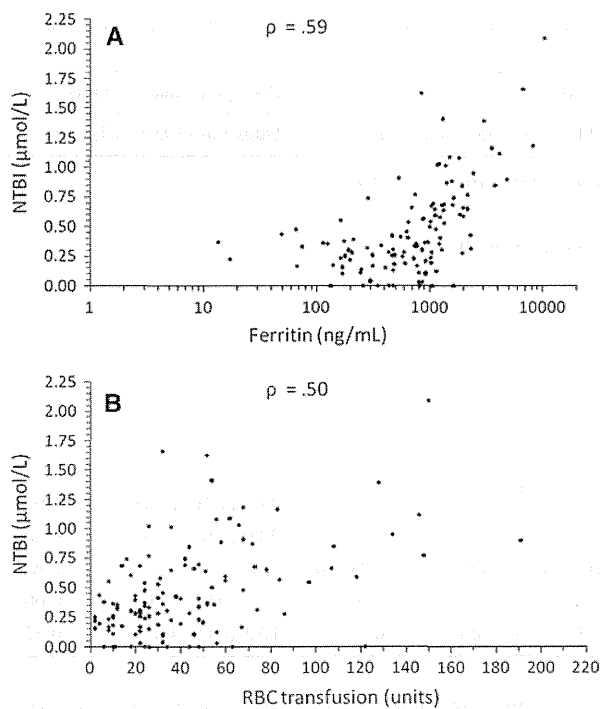 A
ρ = .59
2.25
2.00
1.75
1.50
1.25
1.00
0.75
0.50
0.25
0.00
NTBI (µmol/L)
1 10 100 1000 10000
Ferritin (ng/mL)
B
ρ = .50
2.25
2.00
1.75
1.50
1.25
1.00
0.75
0.50
0.25
0.00
NTBI (µmol/L)
0 20 40 60 80 100 120 140 160 180 200 220
RBC transfusion (units)